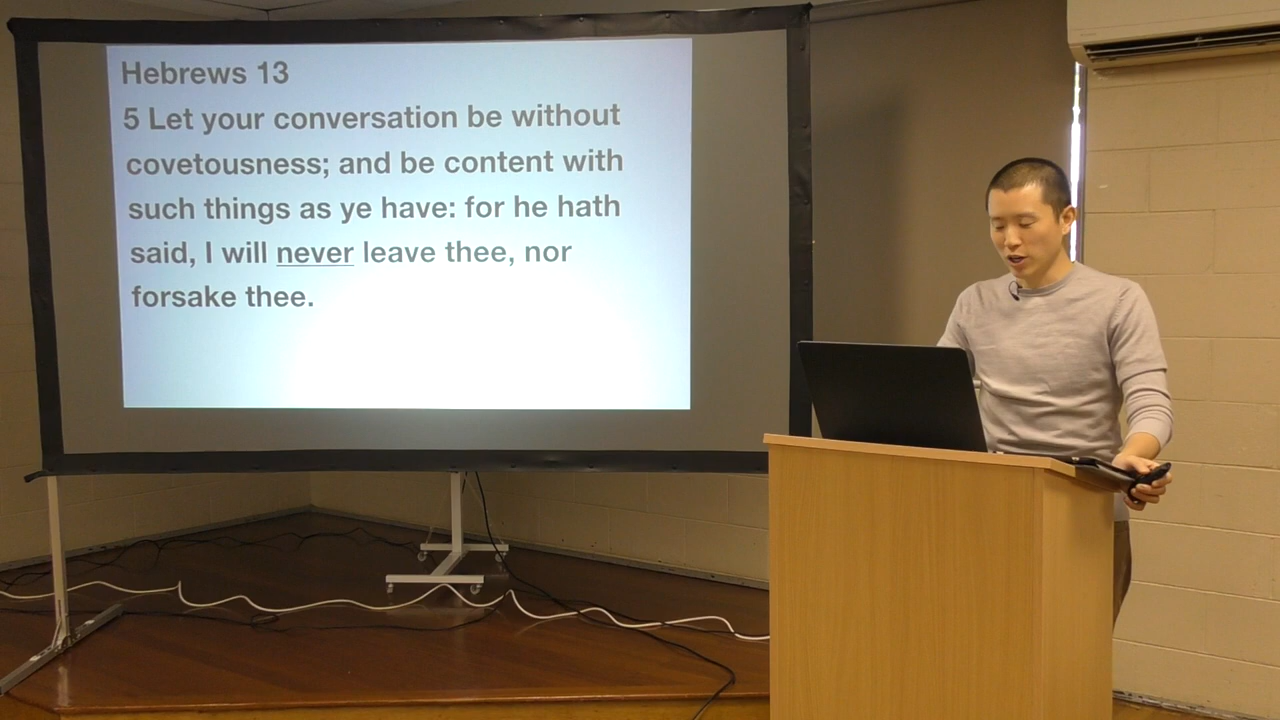 Hebrews 13
5 Let your conversation be without
covetousness; and be content with
such things as ye have: for he hath
said, I will never leave thee, nor
forsake thee.